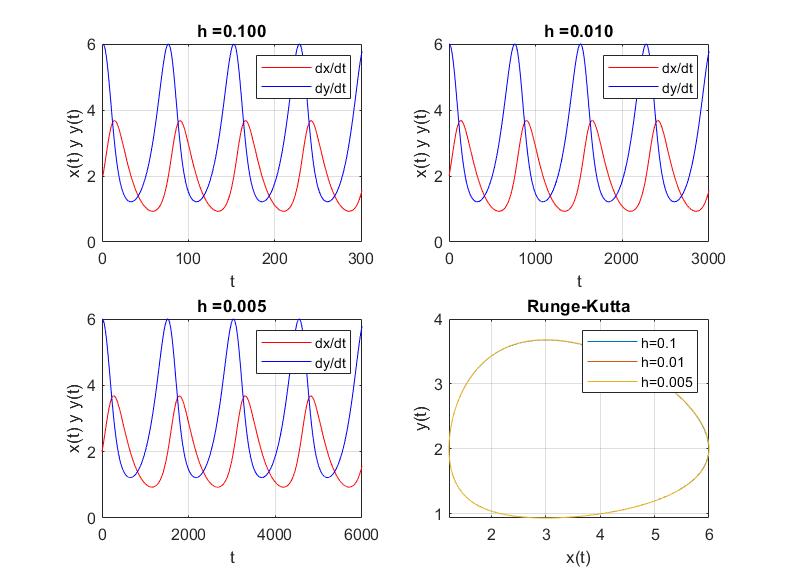 h =0.100
6
4
2
0
x(t) y y(t)
dx/dt
dy/dt
0 100 200 300
t
h =0.010
6
4
2
0
x(t) y y(t)
dx/dt
dy/dt
0 1000 2000 3000
t
h =0.005
6
4
2
0
x(t) y y(t)
dx/dt
dy/dt
0 2000 4000 6000
t
Runge-Kutta
4
3
2
1
y(t)
h=0.1
h=0.01
h=0.005
2 3 4 5 6
x(t)